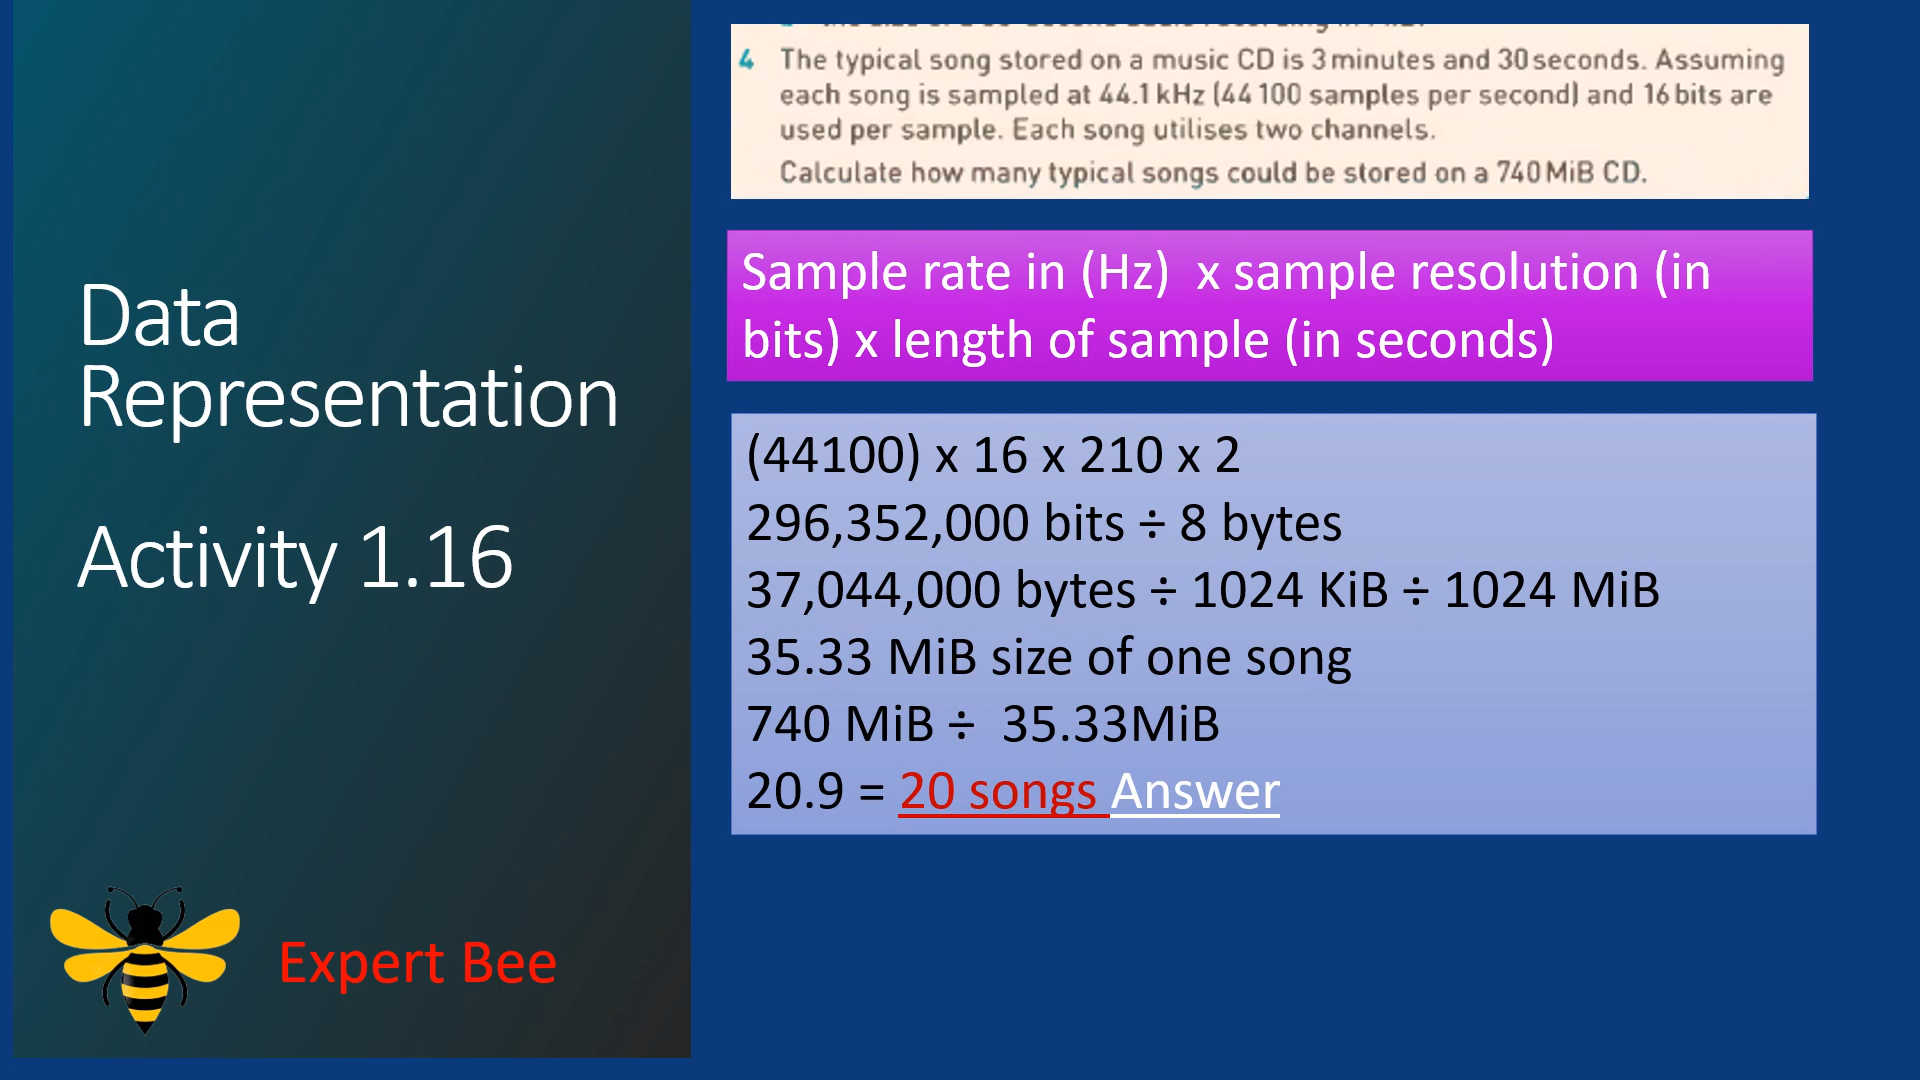 Data
Representation
Activity 1.16
Expert Bee
4 The typical song stored on a music CD is 3 minutes and 30 seconds. Assuming
each song is sampled at 44.1 kHz (44 100 samples per second) and 16 bits are
used per sample. Each song utilises two channels.
Calculate how many typical songs could be stored on a 740 MiB CD.
Sample rate in (Hz) x sample resolution (in
bits) x length of sample (in seconds)
(44100) x 16 x 210 x 2
296,352,000 bits ÷ 8 bytes
37,044,000 bytes ÷ 1024 KiB ÷ 1024 MiB
35.33 MiB size of one song
740 MiB ÷ 35.33MiB
20.9 = 20 songs Answer